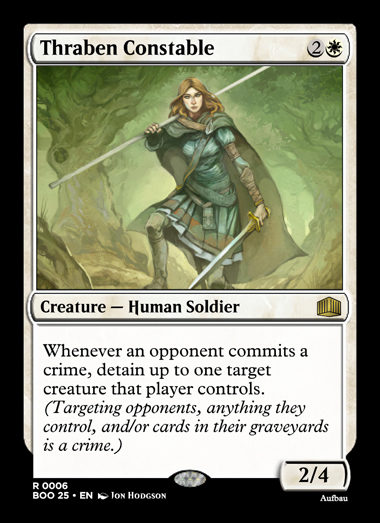 Thraben Constable 2
Creature — Human Soldier
Whenever an opponent commits a
crime, detain up to one target
creature that player controls.
(Targeting opponents, anything they
control, and/or cards in their graveyards
is a crime.)
2/4
R 0006
BOO 25 • EN Jon Hodgson
Aufbau